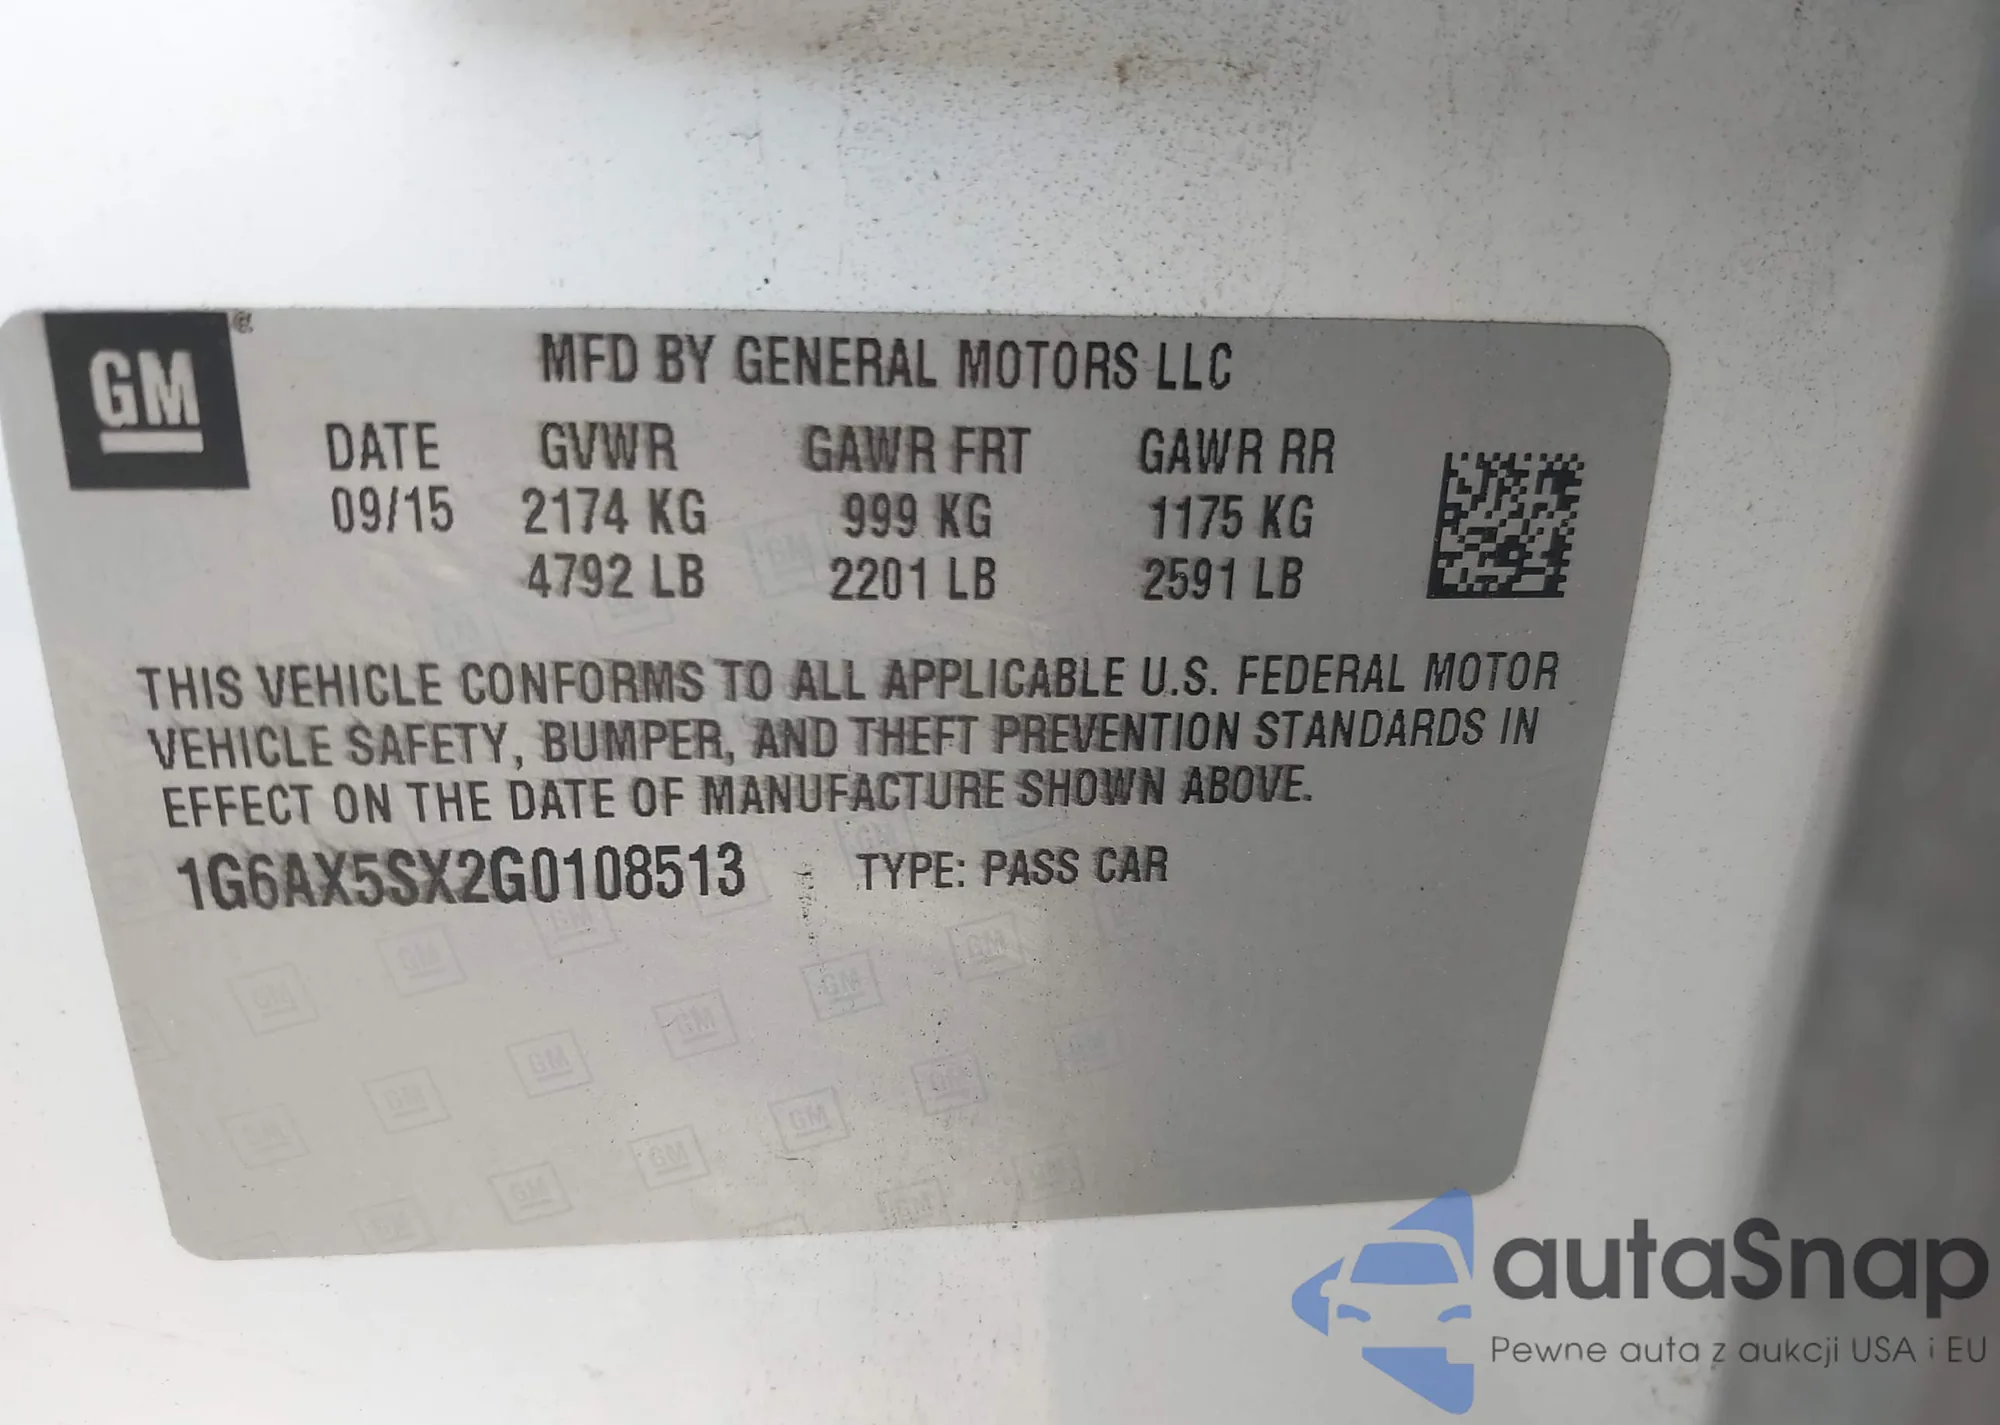 GM
MFD BY GENERAL MOTORS LLC
DATE GVWR GAWR FRT GAWR RR
09/15 2174 KG 999 KG 1175 KG
4792 LB 2201 LB 2591 LB
THIS VEHICLE CONFORMS TO ALL APPLICABLE U.S. FEDERAL MOTOR
VEHICLE SAFETY, BUMPER, AND THEFT PREVENTION STANDARDS IN
EFFECT ON THE DATE OF MANUFACTURE SHOWN ABOVE.
1G6AX5SX2G0108513 TYPE: PASS CAR
autaSnap
Pewne auta z aukcji USA i EU